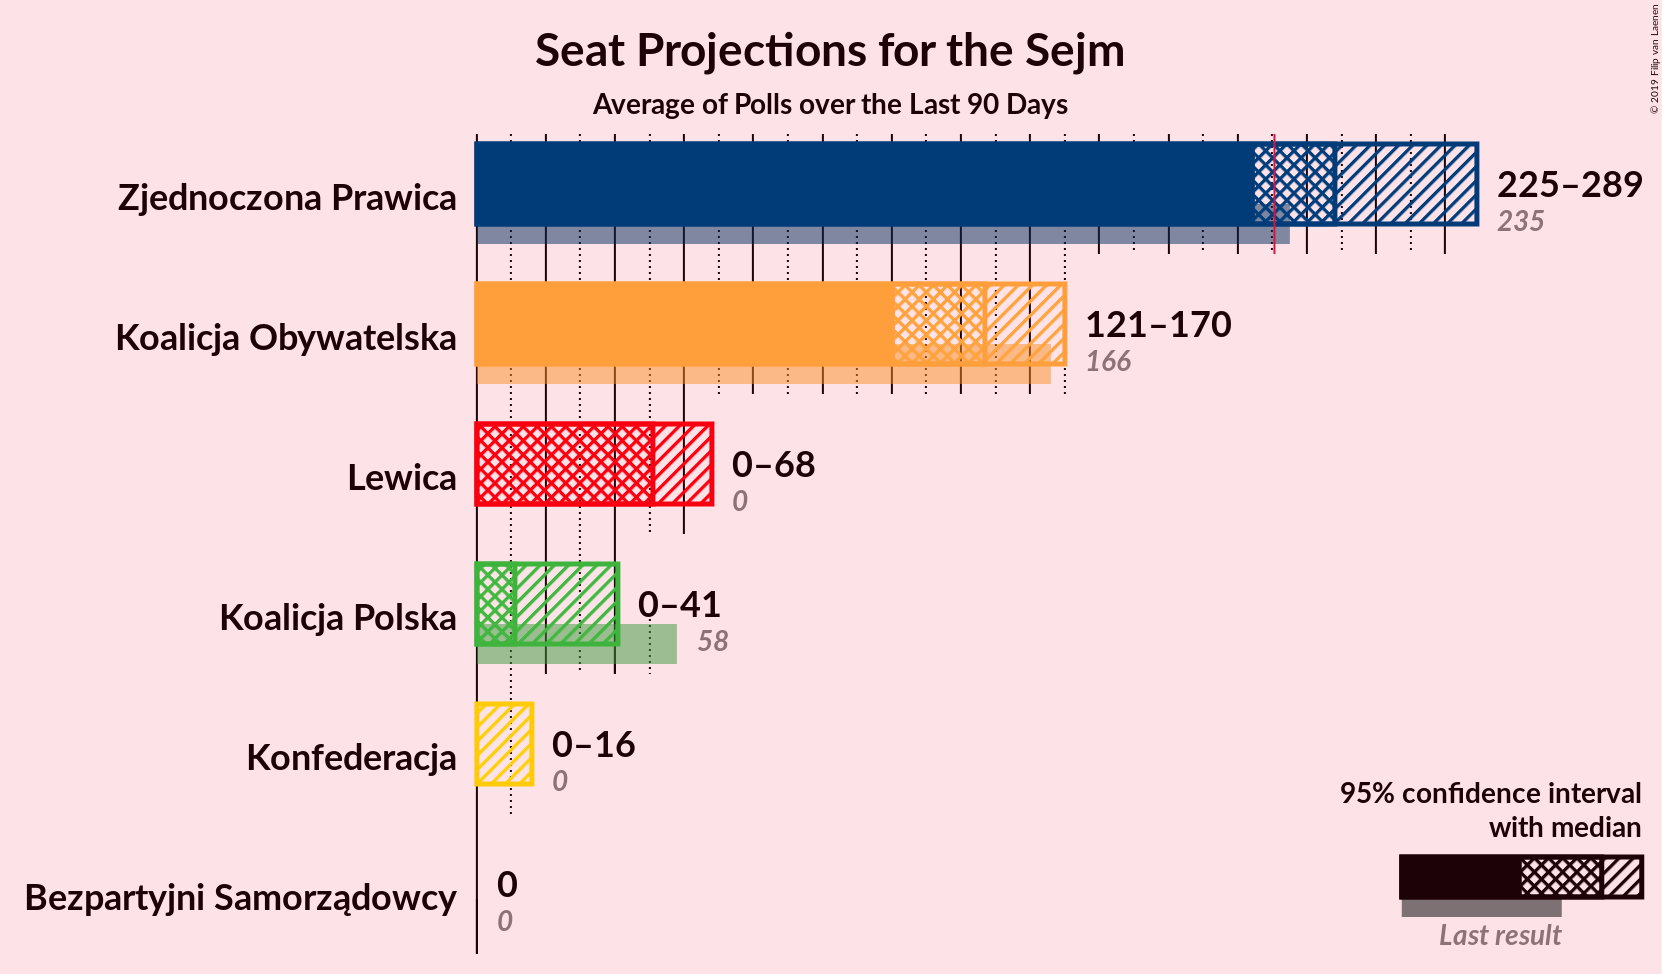 Seat Projections for the Sejm
Average of Polls over the Last 90 Days
© 2019 Filip van Laenen
Zjednoczona Prawica
225–289
235
Koalicja Obywatelska
121–170
166
Lewica
0–68
0
Koalicja Polska
0–41
58
Konfederacja
0–16
0
Bezpartyjni Samorządowcy
0
0
95% confidence interval
with median
Last result